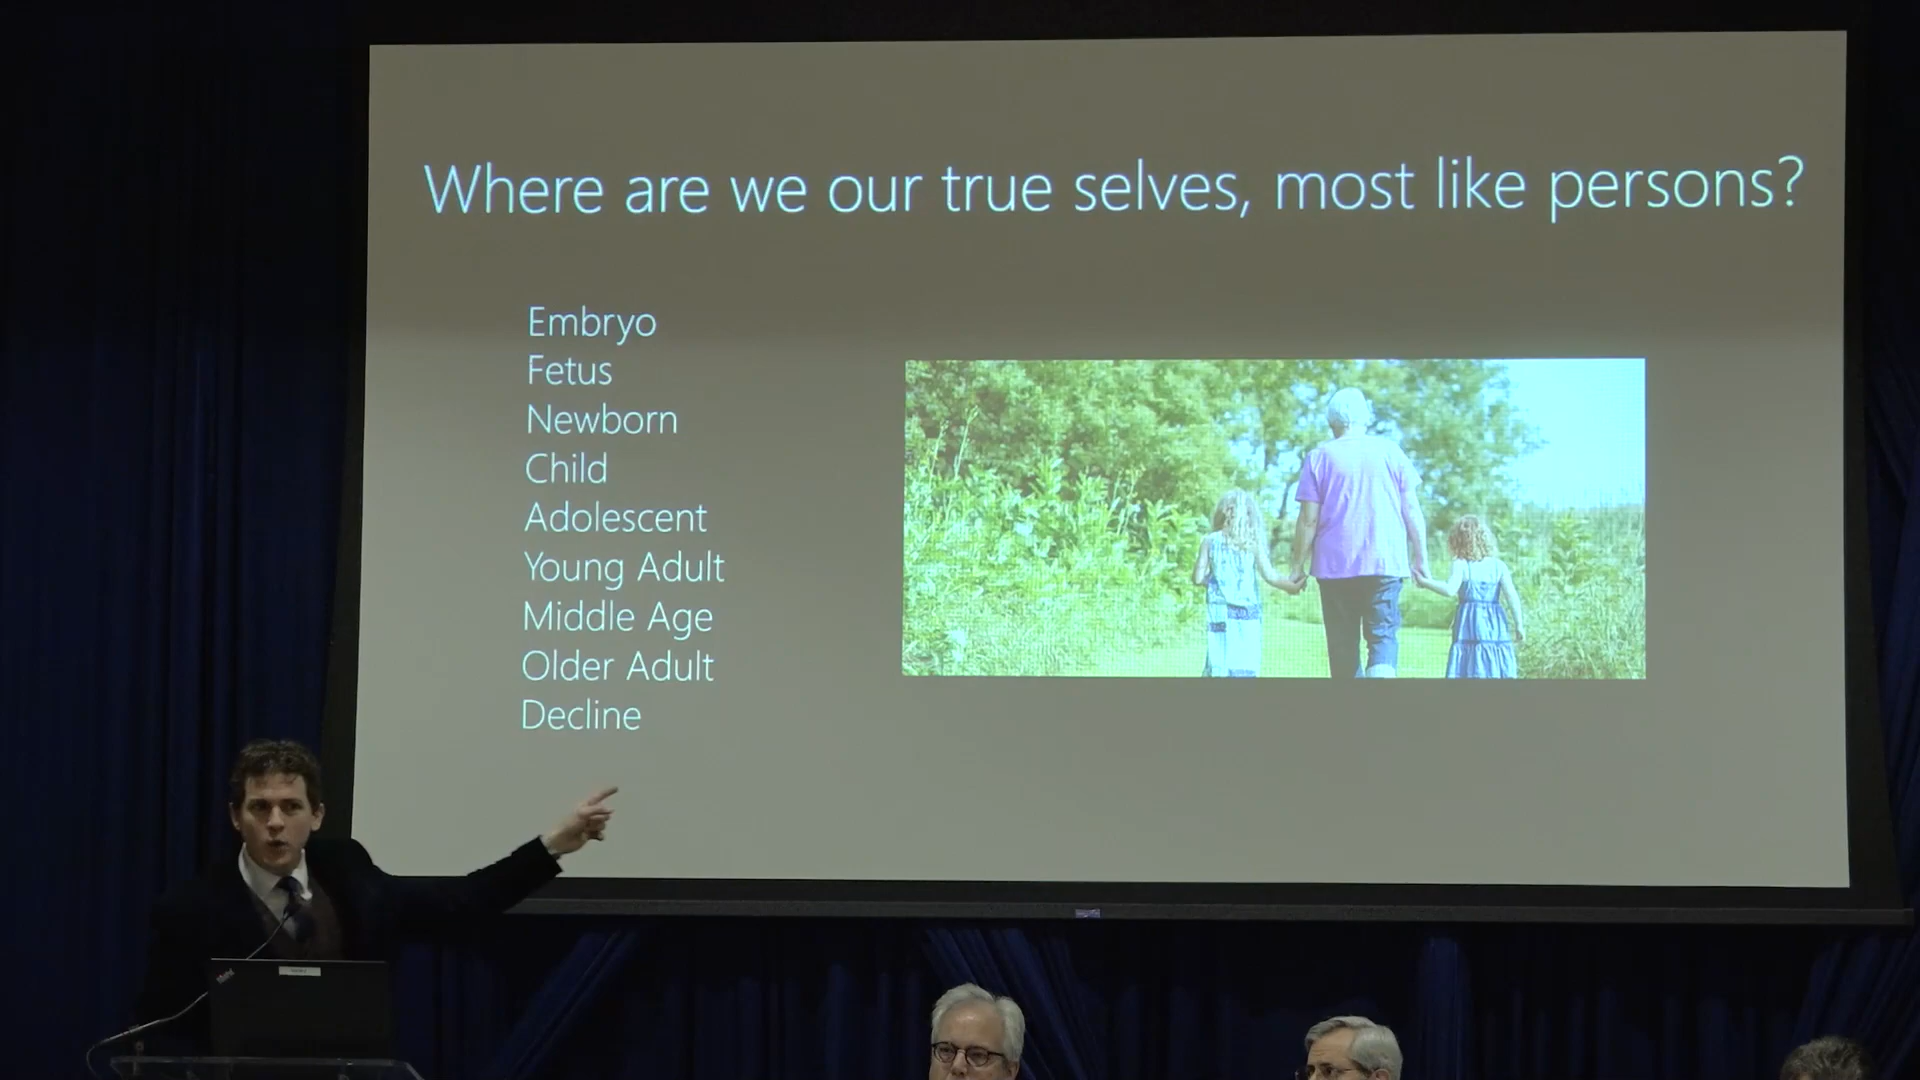 Where are we our true selves, most like persons?
Embryo
Fetus
Newborn
Child
Adolescent
Young Adult
Middle Age
Older Adult
Decline